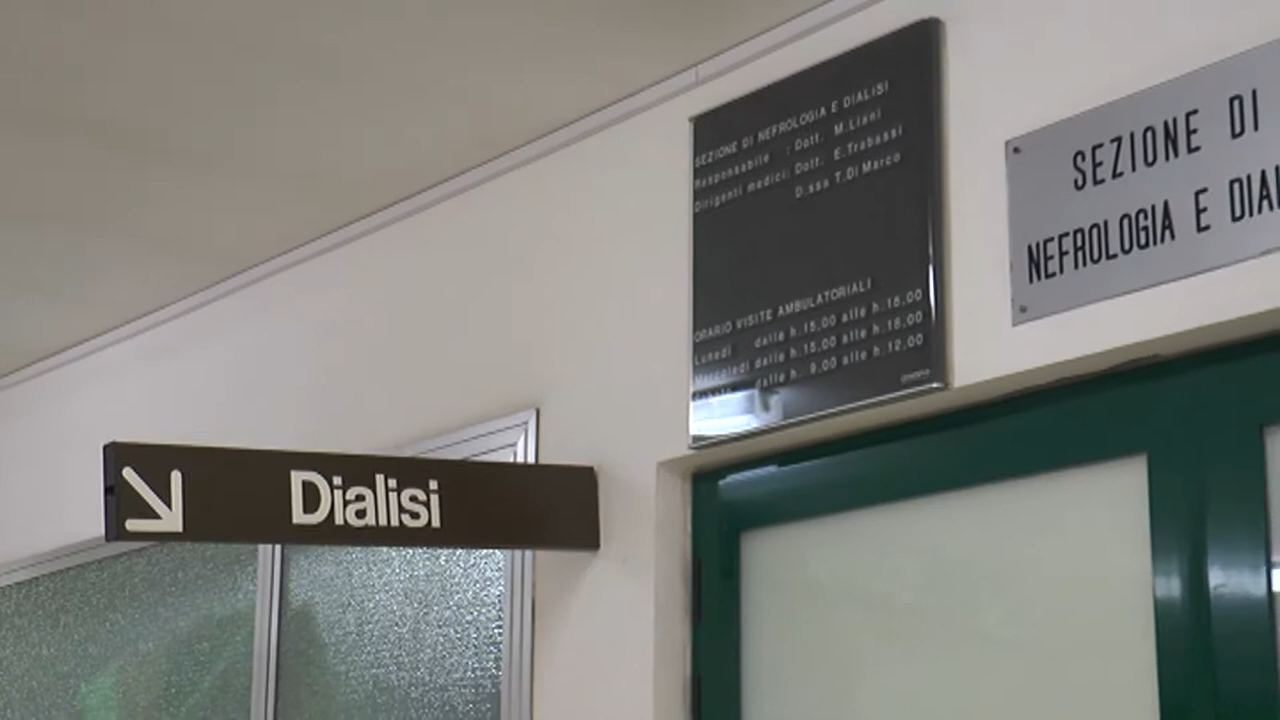 SEZIONE DI NEFROLOGIA E DIALISI
Responsabile : Dott. M.Liani
Dirigenti medici: Dott. E.Trabassi
D.ssa T.Di Marco
ORARIO VISITE AMBULATORIALI
Lunedì dalle h.15,00 alle h.18,00
Mercoledì dalle h.15,00 alle h.18,00
dalle h. 9,00 alle h.12,00
SEZIONE DI
NEFROLOGIA E DIAL
Dialisi